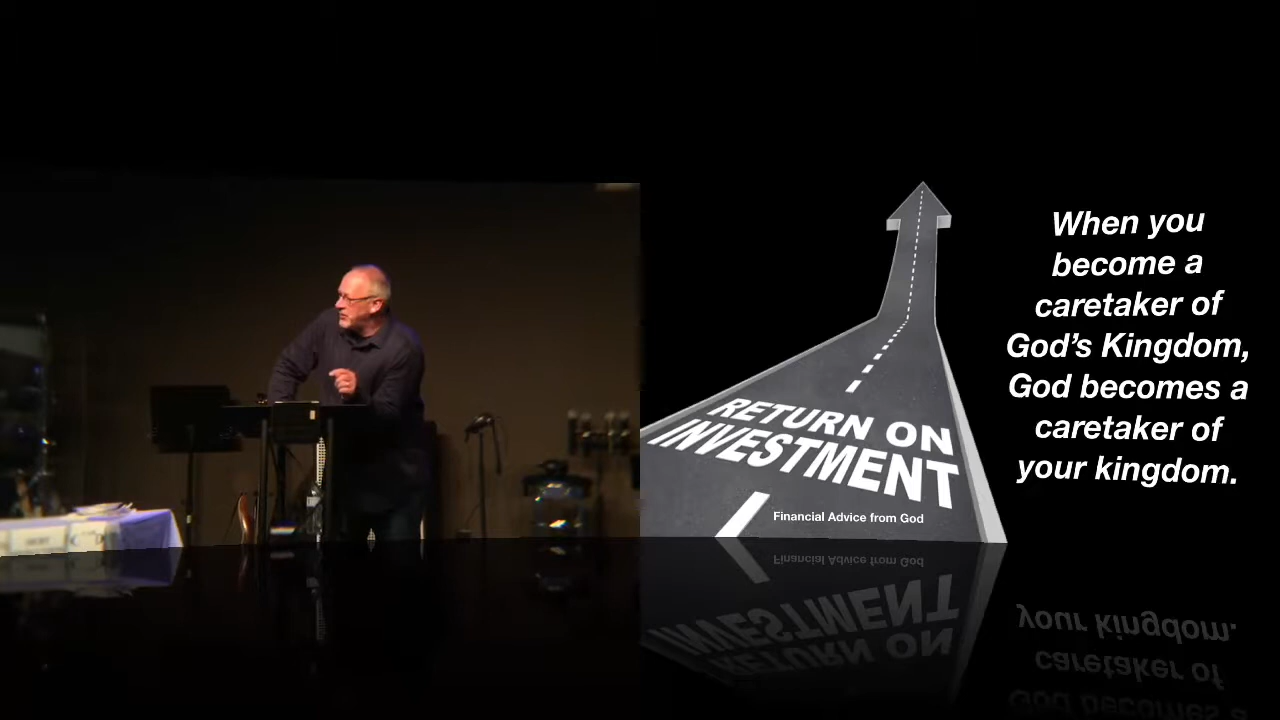 RETURN ON
INVESTMENT
Financial Advice from God
When you
become a
caretaker of
God’s Kingdom,
God becomes a
caretaker of
your kingdom.